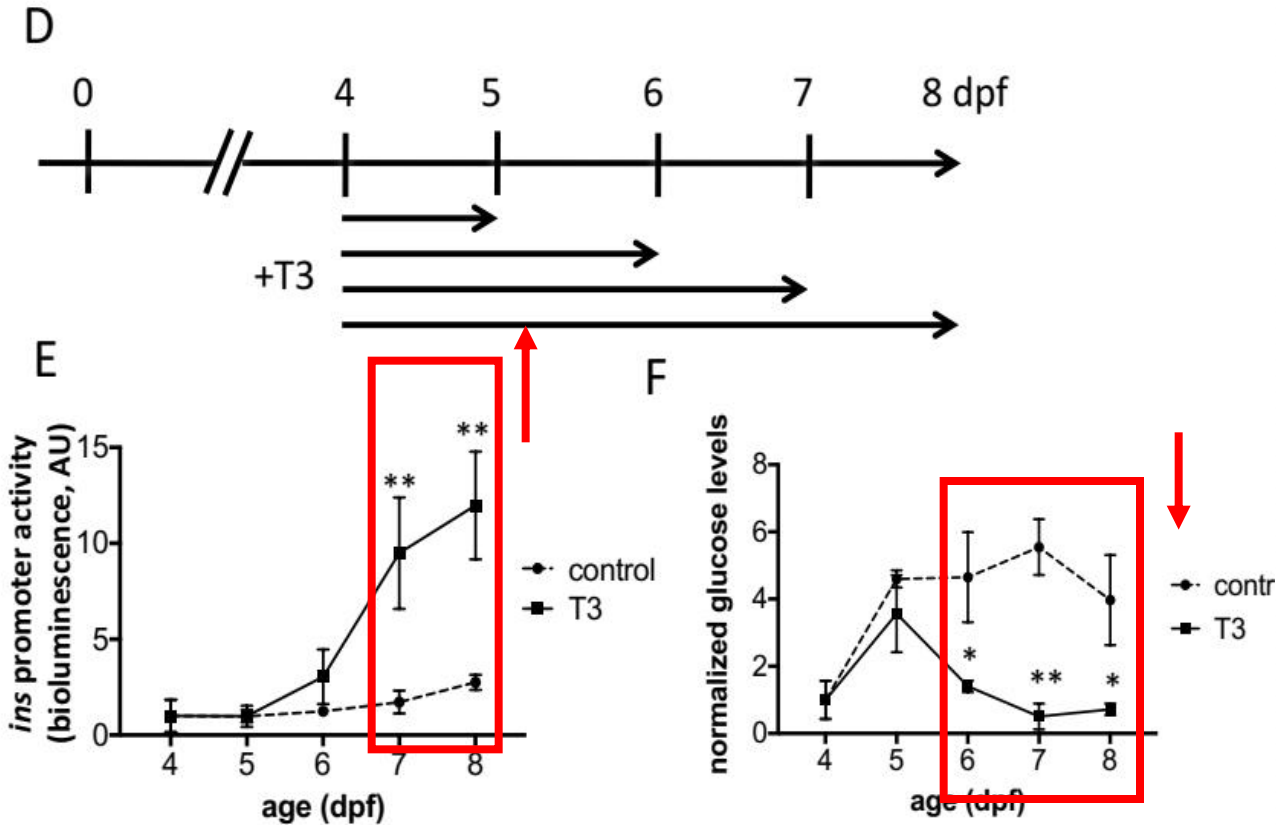 D
0 4 5 6 7 8 dpf
+T3
E
ins promoter activity
(bioluminescence, AU)
15
10
5
0
** **
control
T3
4 5 6 7 8
age (dpf)
F
normalized glucose levels
8
6
4
2
0
* ** *
contr
T3
4 5 6 7 8
age (dpf)